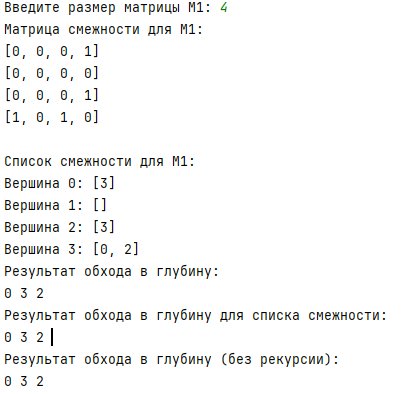 Введите размер матрицы M1: 4
Матрица смежности для M1:
[0, 0, 0, 1]
[0, 0, 0, 0]
[0, 0, 0, 1]
[1, 0, 1, 0]
Список смежности для M1:
Вершина 0: [3]
Вершина 1: []
Вершина 2: [3]
Вершина 3: [0, 2]
Результат обхода в глубину:
0 3 2
Результат обхода в глубину для списка смежности:
0 3 2
Результат обхода в глубину (без рекурсии):
0 3 2